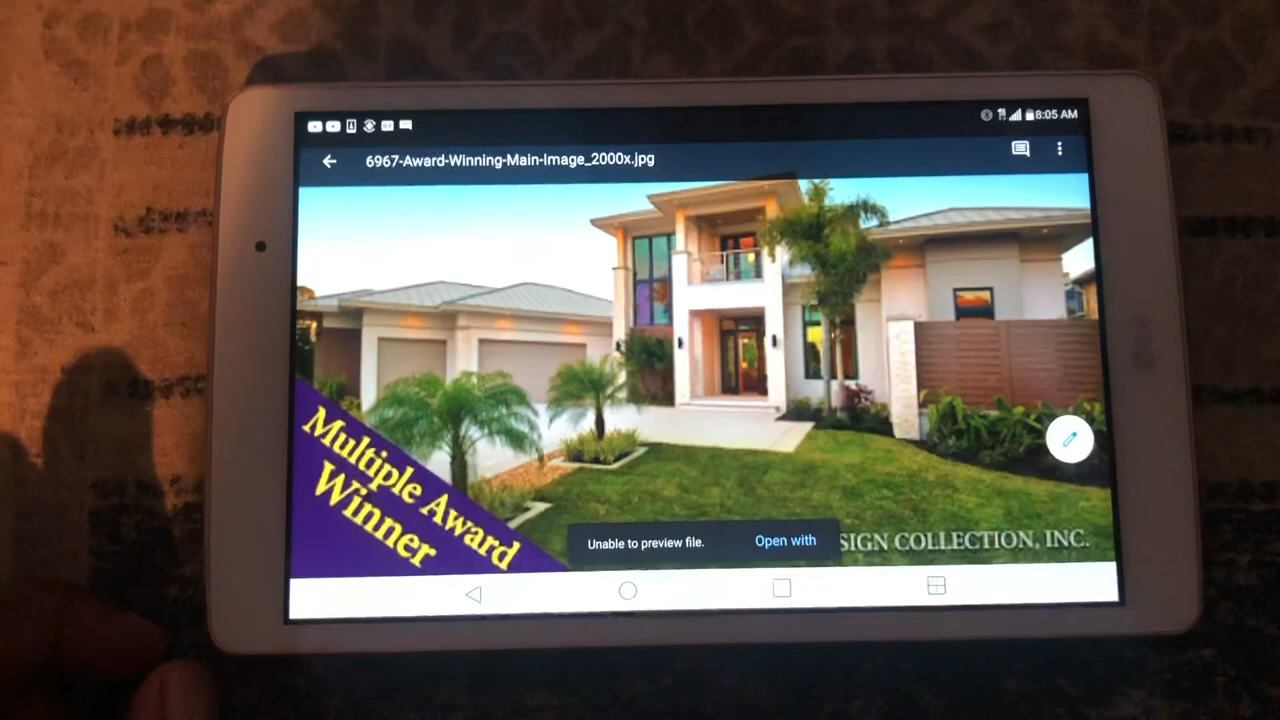 8:05 AM
6967-Award-Winning-Main-Image_2000x.jpg
Multiple Award
Winner
Unable to preview file.
Open with
SIGN COLLECTION, INC.